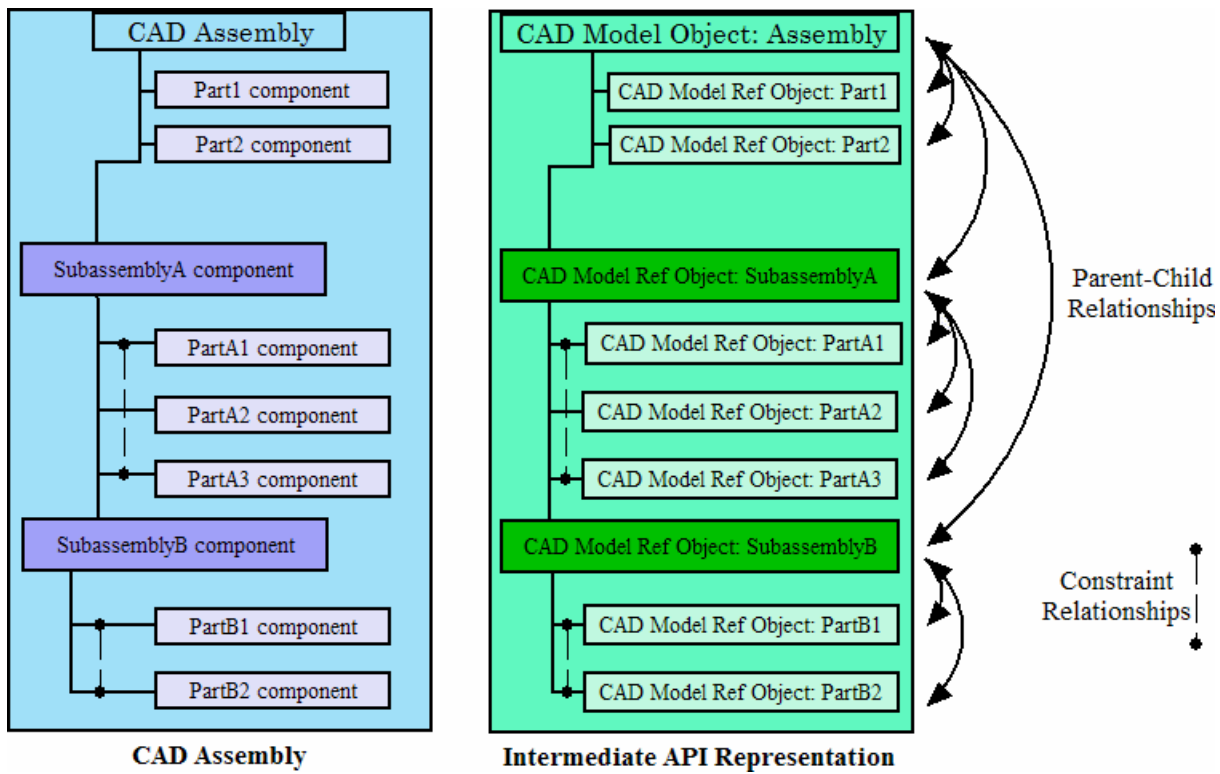 CAD Assembly
Part1 component
Part2 component
SubassemblyA component
PartA1 component
PartA2 component
PartA3 component
SubassemblyB component
PartB1 component
PartB2 component
CAD Assembly
CAD Model Object: Assembly
CAD Model Ref Object: Part1
CAD Model Ref Object: Part2
CAD Model Ref Object: SubassemblyA
CAD Model Ref Object: PartA1
CAD Model Ref Object: PartA2
CAD Model Ref Object: PartA3
CAD Model Ref Object: SubassemblyB
CAD Model Ref Object: PartB1
CAD Model Ref Object: PartB2
Intermediate API Representation
Parent-Child
Relationships
Constraint
Relationships